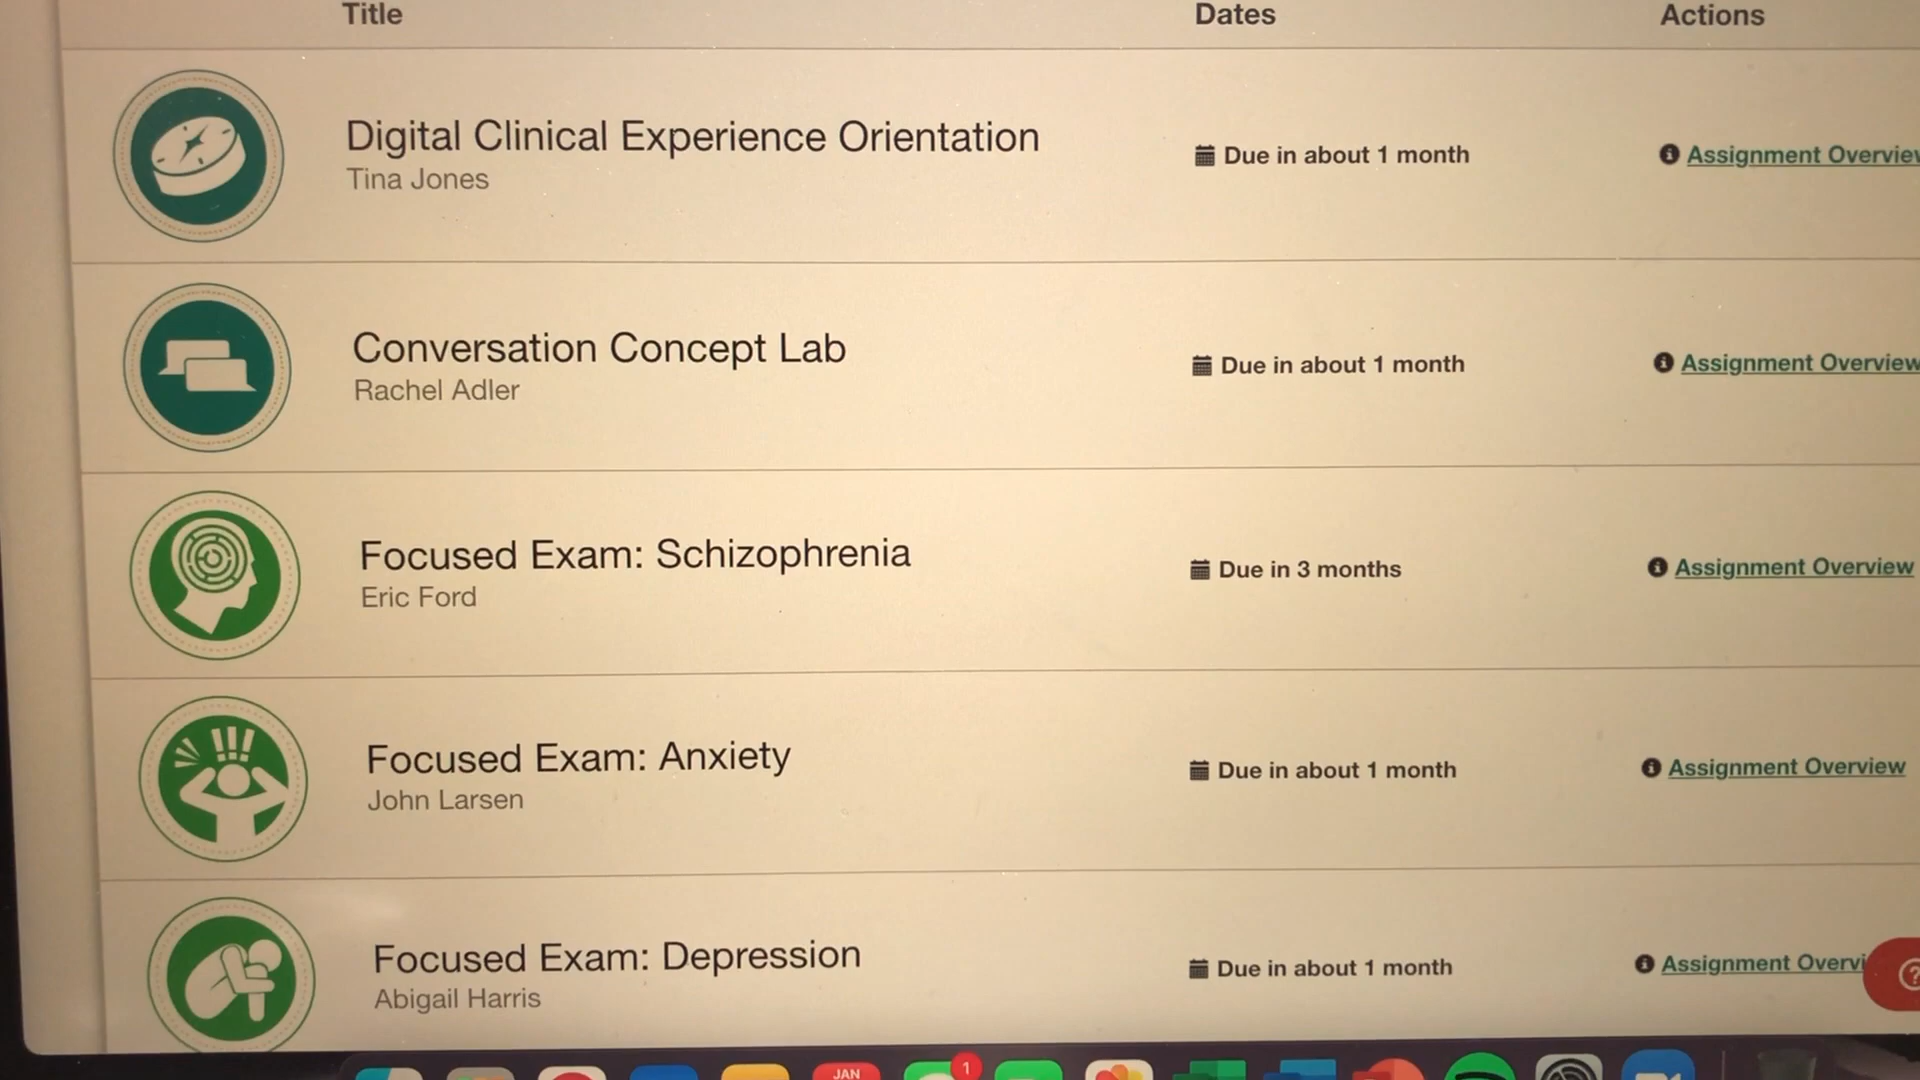 Title Dates Actions
Digital Clinical Experience Orientation
Tina Jones
Due in about 1 month
Assignment Overview
Conversation Concept Lab
Rachel Adler
Due in about 1 month
Assignment Overview
Focused Exam: Schizophrenia
Eric Ford
Due in 3 months
Assignment Overview
Focused Exam: Anxiety
John Larsen
Due in about 1 month
Assignment Overview
Focused Exam: Depression
Abigail Harris
Due in about 1 month
Assignment Overvi
?
JAN
1